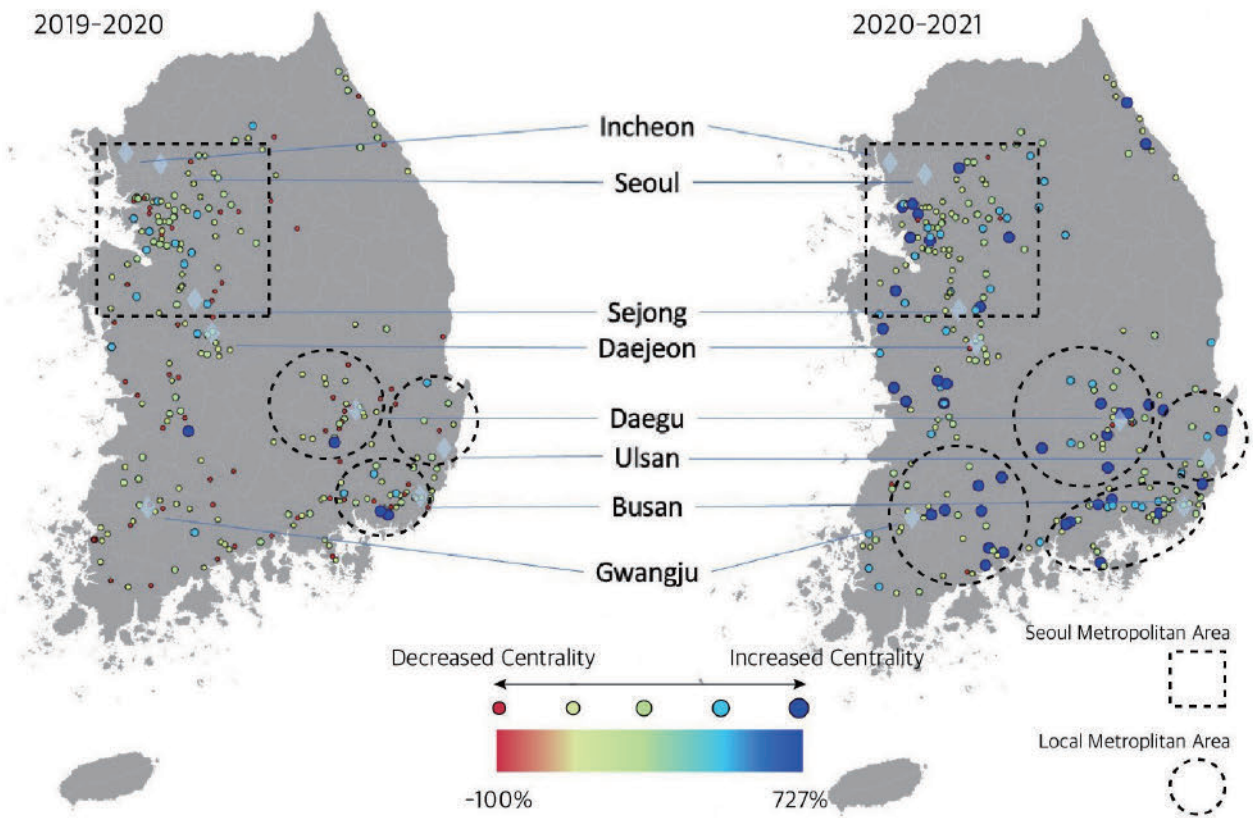 2019-2020
2020-2021
Incheon
Seoul
Sejong
Daejeon
Daegu
Ulsan
Busan
Gwangju
Decreased Centrality
Increased Centrality
-100%
727%
Seoul Metropolitan Area
Local Metroplitan Area